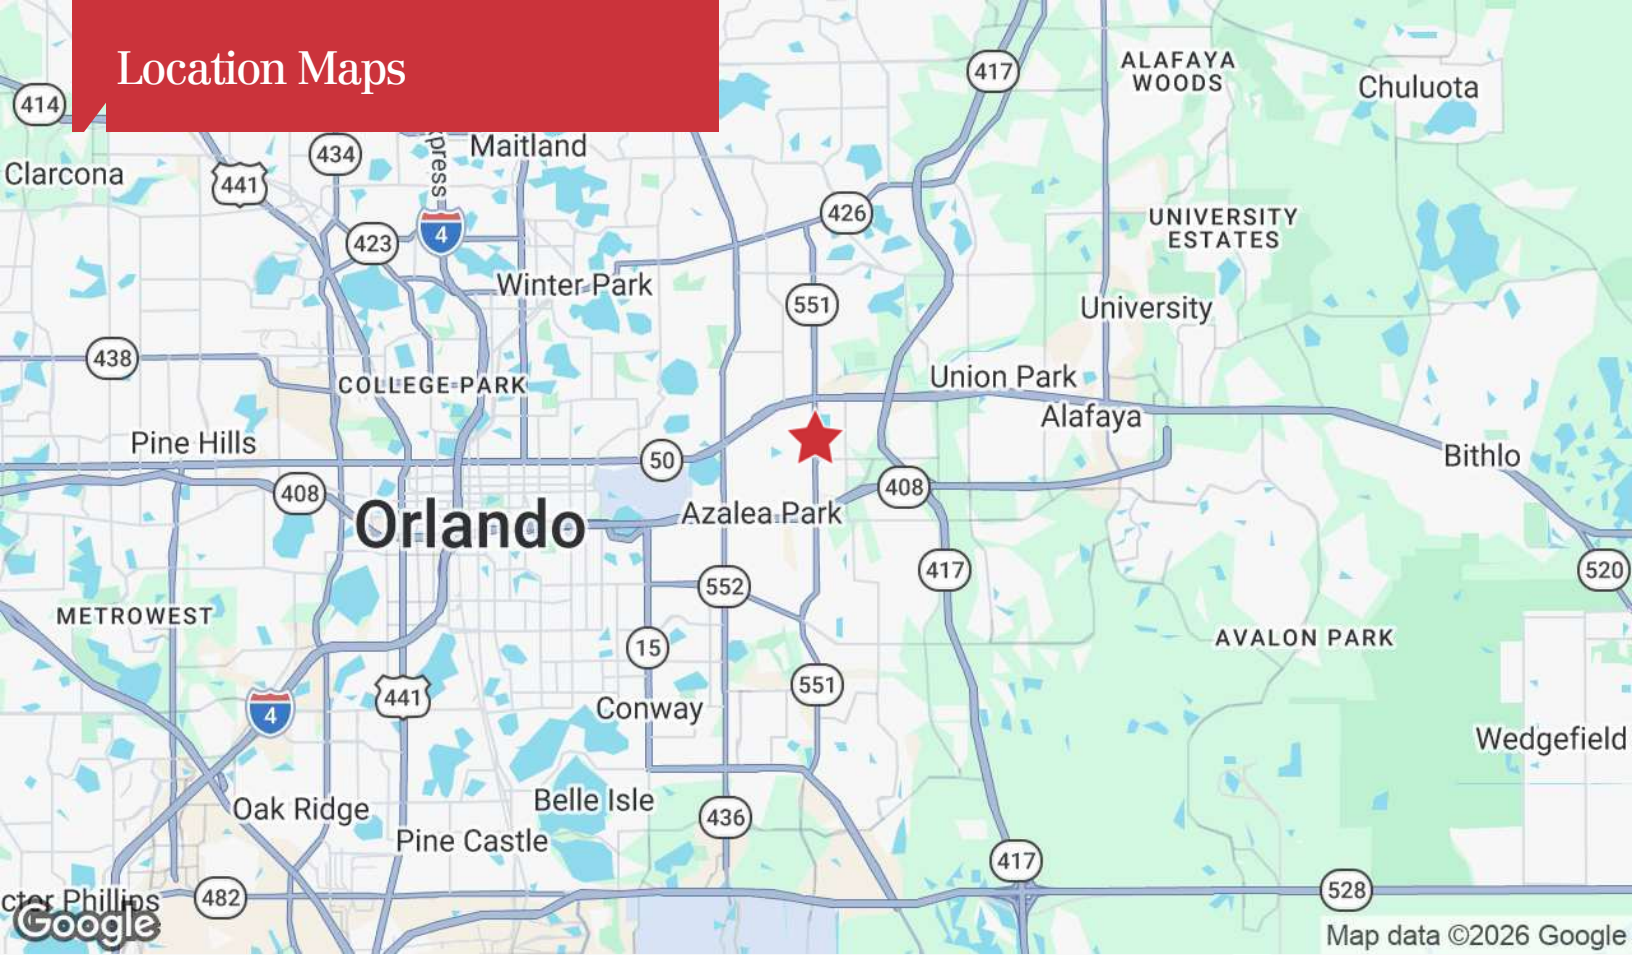 Location Maps
417
ALAFAYA
WOODS
Chuluota
414
434
Maitland
Clarcona
441
426
423
4
UNIVERSITY
ESTATES
Winter Park
551
University
438
COLLEGE PARK
Union Park
Alafaya
Pine Hills
50
Bithlo
408
408
Orlando
Azalea Park
417
520
552
METROWEST
AVALON PARK
15
441
551
4
Conway
Wedgefield
Oak Ridge
Belle Isle
436
Pine Castle
417
482
528
ctor Phillips
Google
Map data ©2026 Google